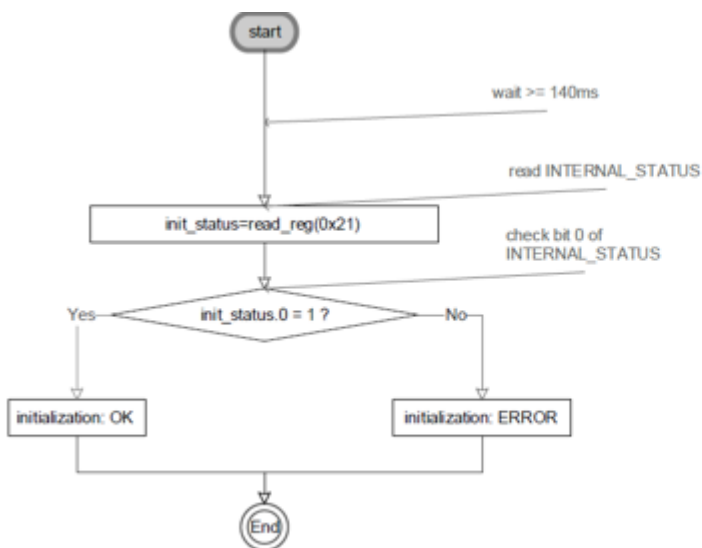 start
wait >= 140ms
read INTERNAL_STATUS
init_status=read_reg(0x21)
check bit 0 of
INTERNAL_STATUS
Yes
init_status.0 = 1 ?
No
initialization: OK
initialization: ERROR
End